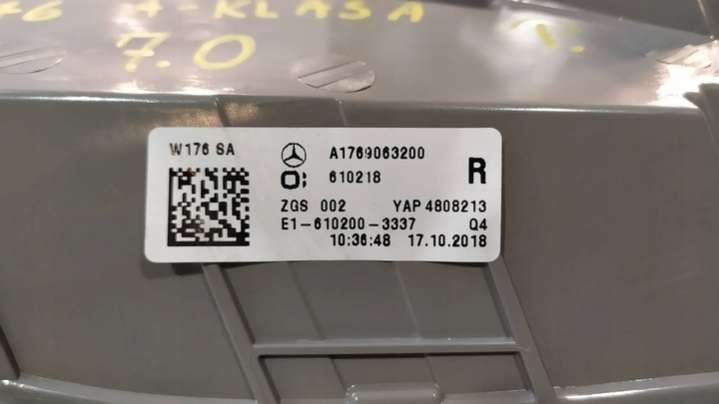 76 A-KLASA
7.0
W176 SA
A1769063200
610218
R
ZGS 002 YAP 4808213
E1-610200-3337 Q4
10:36:48 17.10.2018